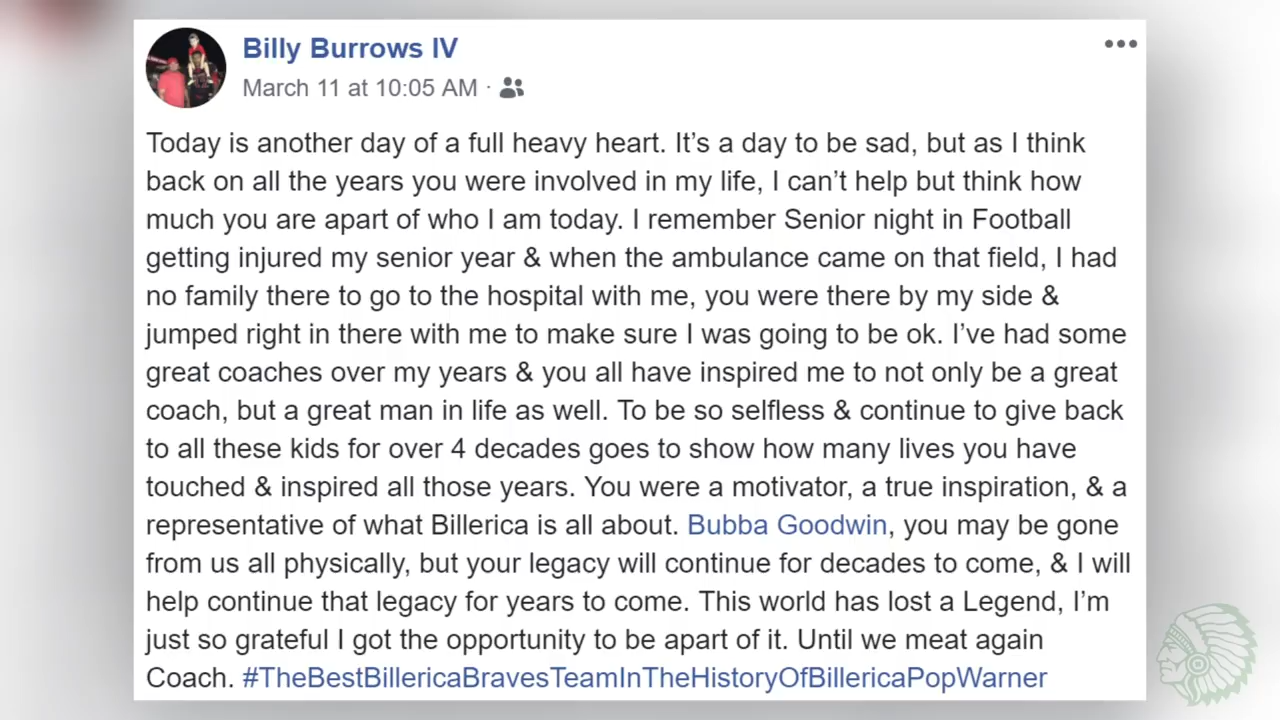 Billy Burrows IV
March 11 at 10:05 AM ·
Today is another day of a full heavy heart. It’s a day to be sad, but as I think
back on all the years you were involved in my life, I can’t help but think how
much you are apart of who I am today. I remember Senior night in Football
getting injured my senior year & when the ambulance came on that field, I had
no family there to go to the hospital with me, you were there by my side &
jumped right in there with me to make sure I was going to be ok. I’ve had some
great coaches over my years & you all have inspired me to not only be a great
coach, but a great man in life as well. To be so selfless & continue to give back
to all these kids for over 4 decades goes to show how many lives you have
touched & inspired all those years. You were a motivator, a true inspiration, & a
representative of what Billerica is all about. Bubba Goodwin, you may be gone
from us all physically, but your legacy will continue for decades to come, & I will
help continue that legacy for years to come. This world has lost a Legend, I’m
just so grateful I got the opportunity to be apart of it. Until we meat again
Coach. #TheBestBillericaBravesTeamInTheHistoryOfBillericaPopWarner